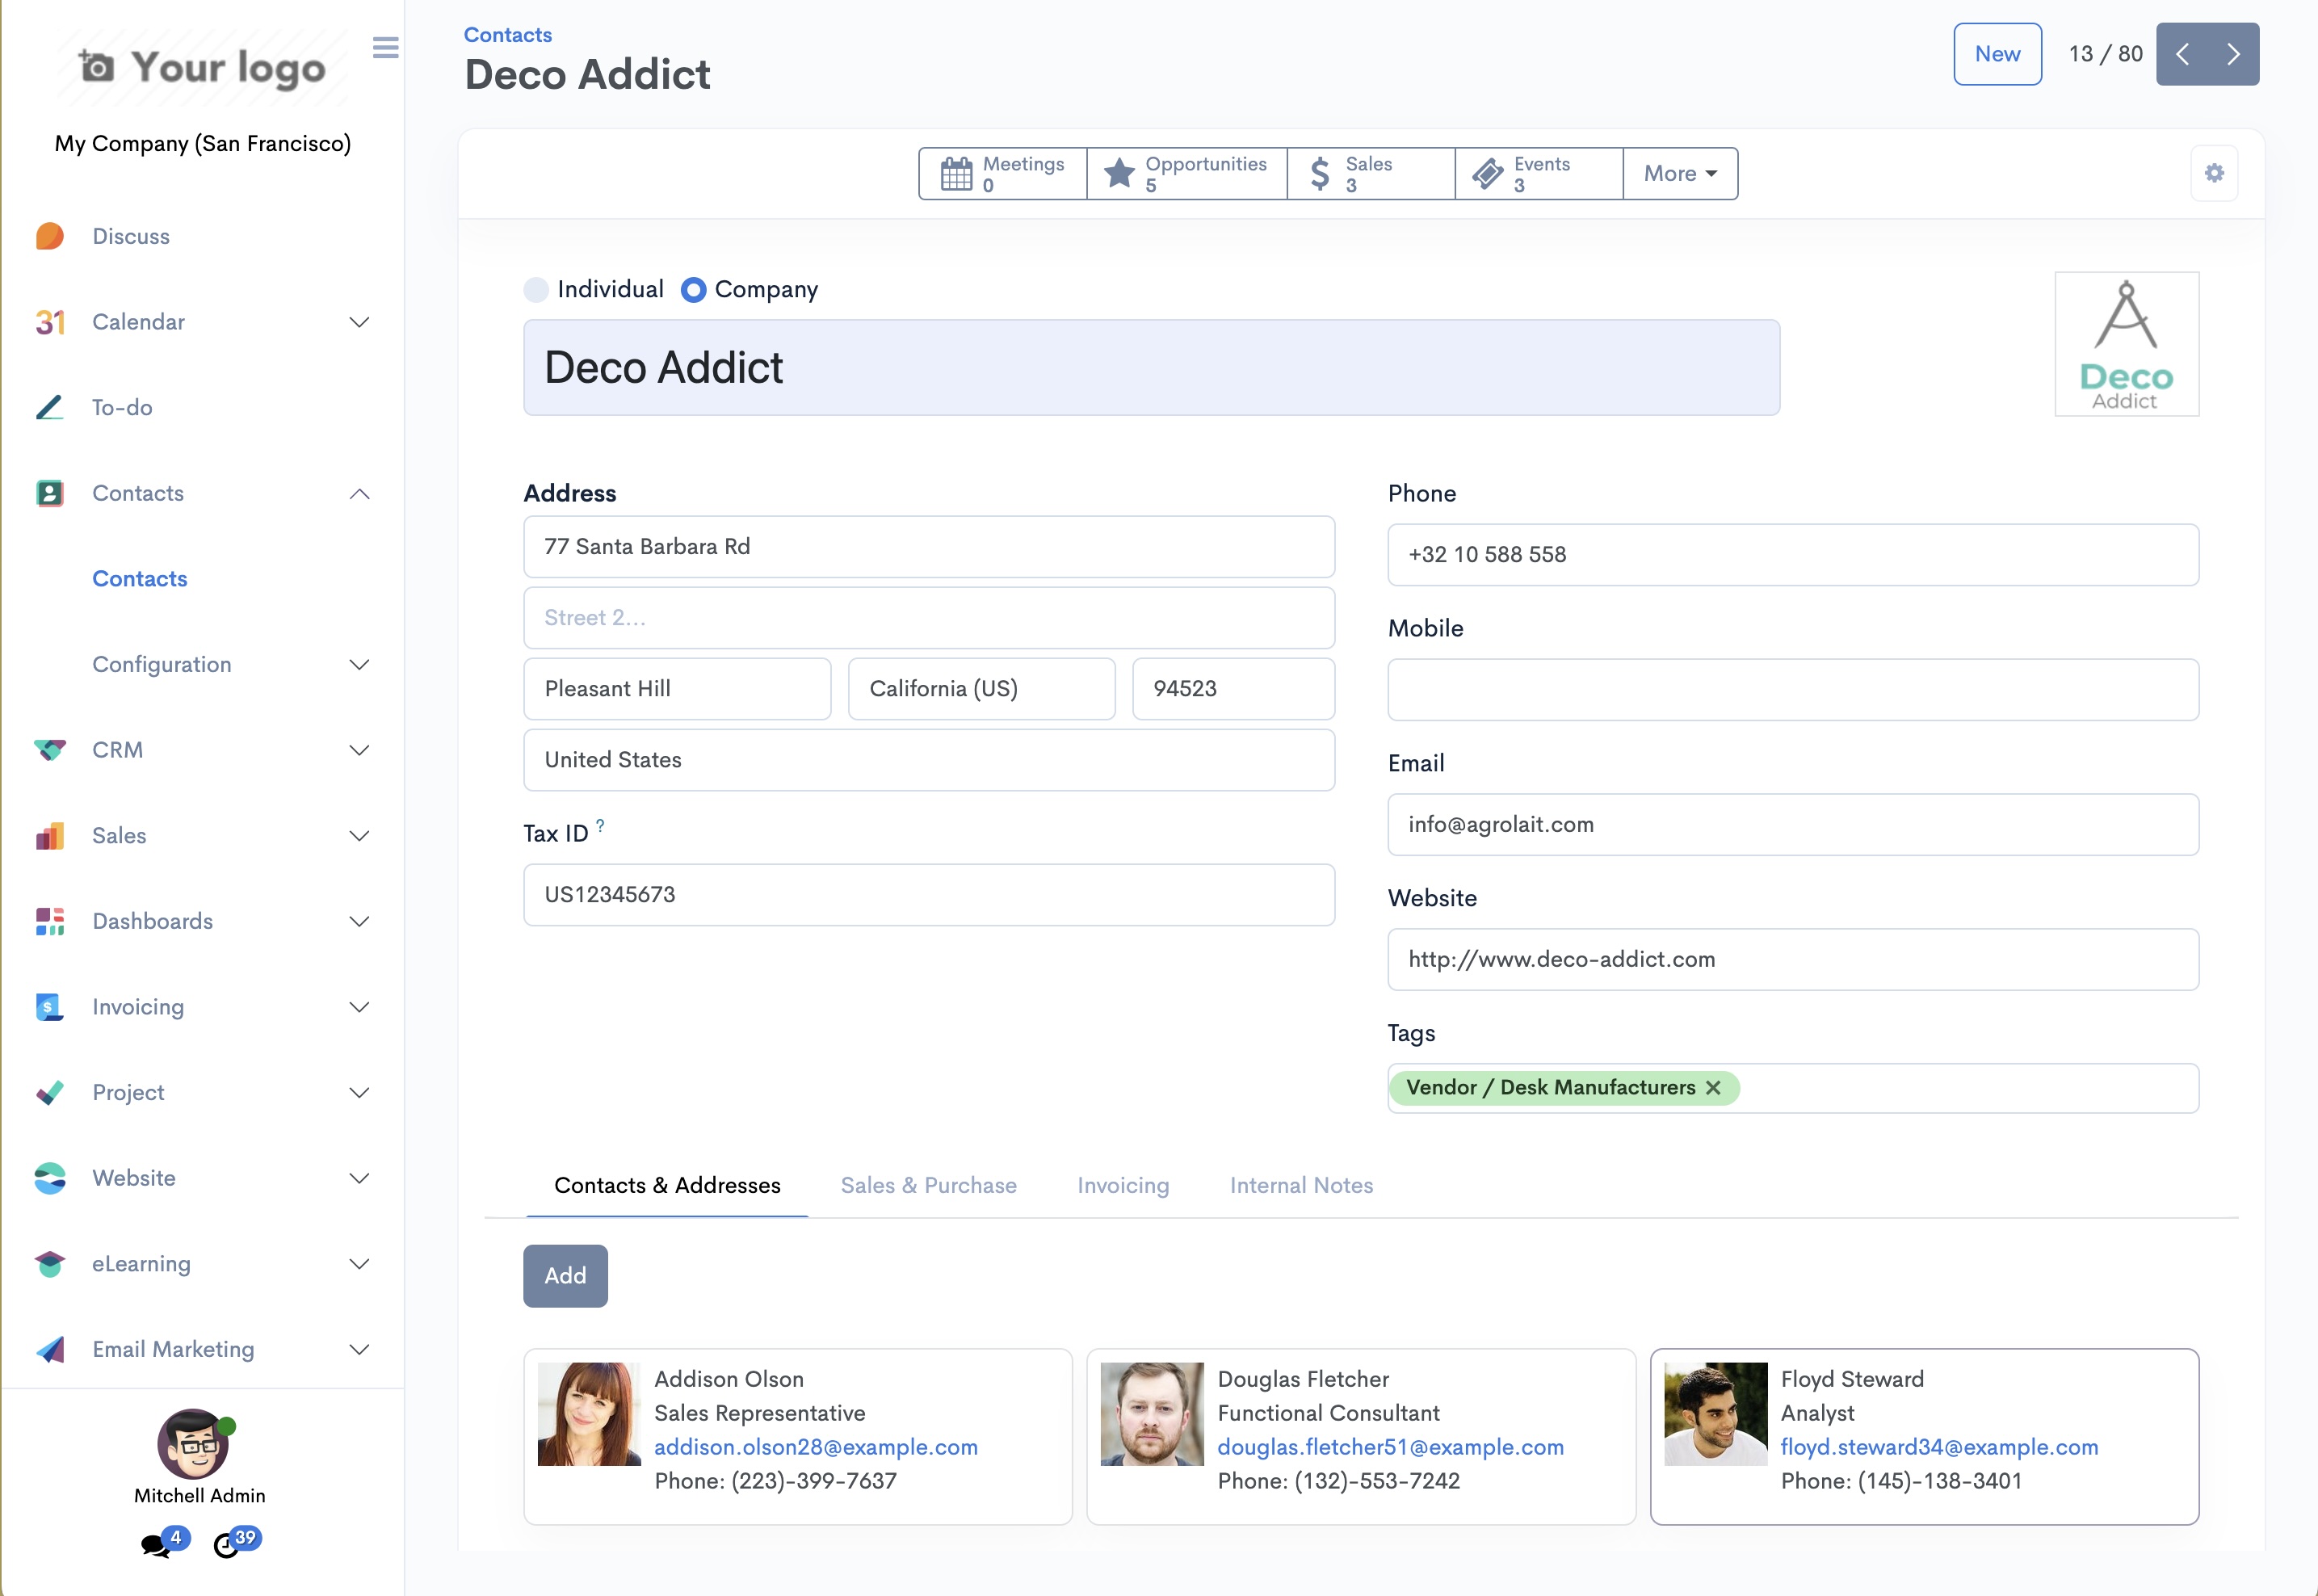 Your logo
My Company (San Francisco)
Discuss
31 Calendar
To-do
Contacts
Contacts
Configuration
CRM
Sales
Dashboards
$ Invoicing
Project
Website
eLearning
Email Marketing
Mitchell Admin
4 39
Contacts
Deco Addict
New 13 / 80
Meetings
0
Opportunities
5
$ Sales
3
Events
3
More
Individual Company
Deco Addict
Deco
Addict
Address
77 Santa Barbara Rd
Street 2...
Pleasant Hill California (US) 94523
United States
Tax ID ?
US12345673
Phone
+32 10 588 558
Mobile
Email
info@agrolait.com
Website
http://www.deco-addict.com
Tags
Vendor / Desk Manufacturers
Contacts & Addresses Sales & Purchase Invoicing Internal Notes
Add
Addison Olson
Sales Representative
addison.olson28@example.com
Phone: (223)-399-7637
Douglas Fletcher
Functional Consultant
douglas.fletcher51@example.com
Phone: (132)-553-7242
Floyd Steward
Analyst
floyd.steward34@example.com
Phone: (145)-138-3401